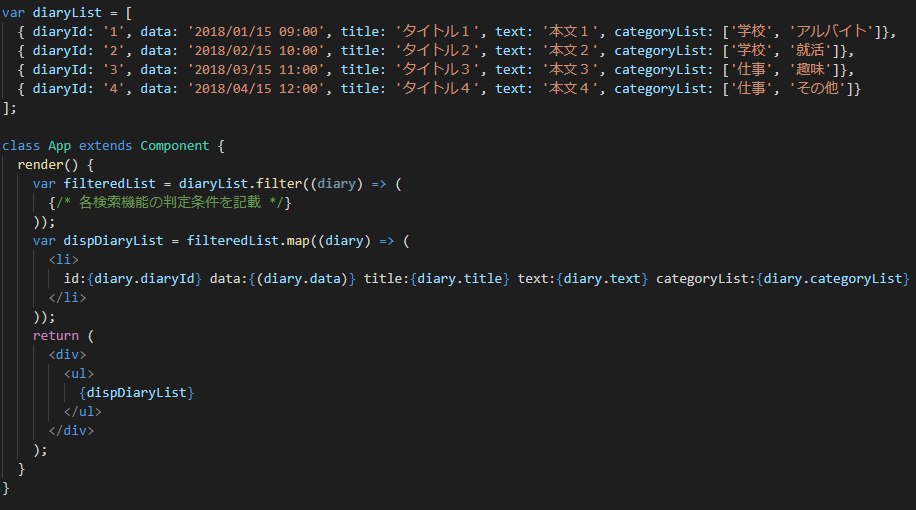 var diaryList = [
  { diaryId: '1', data: '2018/01/15 09:00', title: 'タイトル１', text: '本文１', categoryList: ['学校', 'アルバイト']},
  { diaryId: '2', data: '2018/02/15 10:00', title: 'タイトル２', text: '本文２', categoryList: ['学校', '就活']},
  { diaryId: '3', data: '2018/03/15 11:00', title: 'タイトル３', text: '本文３', categoryList: ['仕事', '趣味']},
  { diaryId: '4', data: '2018/04/15 12:00', title: 'タイトル４', text: '本文４', categoryList: ['仕事', 'その他']}
];

class App extends Component {
  render() {
    var filteredList = diaryList.filter((diary) => (
      {/* 各検索機能の判定条件を記載 */}
    ));
    var dispDiaryList = filteredList.map((diary) => (
      <li>
        id:{diary.diaryId} data:{(diary.data)} title:{diary.title} text:{diary.text} categoryList:{diary.categoryList}
      </li>
    ));
    return (
      <div>
        <ul>
          {dispDiaryList}
        </ul>
      </div>
    );
  }
}